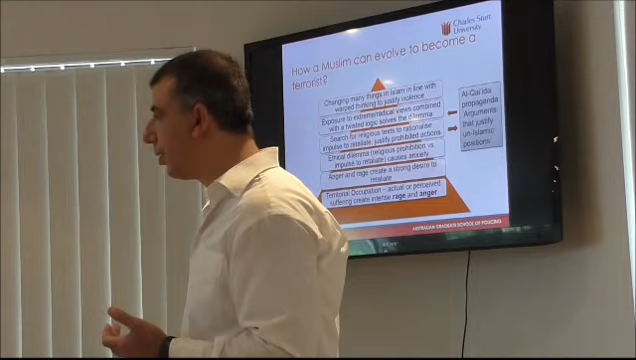 Charles Sturt
University
How a Muslim can evolve to become a
terrorist?
Changing many things in Islam in line with
warped thinking to justify violence
Exposure to extreme/radical views combined
with a twisted logic solves the dilemma
Search for religious texts to rationalise
impulse to retaliate, justify prohibited actions
Ethical dilemma (religious prohibition vs.
impulse to retaliate) causes anxiety
Anger and rage create a strong desire to
retaliate
Territorial Occupation - actual or perceived
suffering create intense rage and anger
Al-Qai'ida
propaganda
'Arguments
that justify
un-Islamic
positions'
AUSTRALIAN GRADUATE SCHOOL OF POLICING